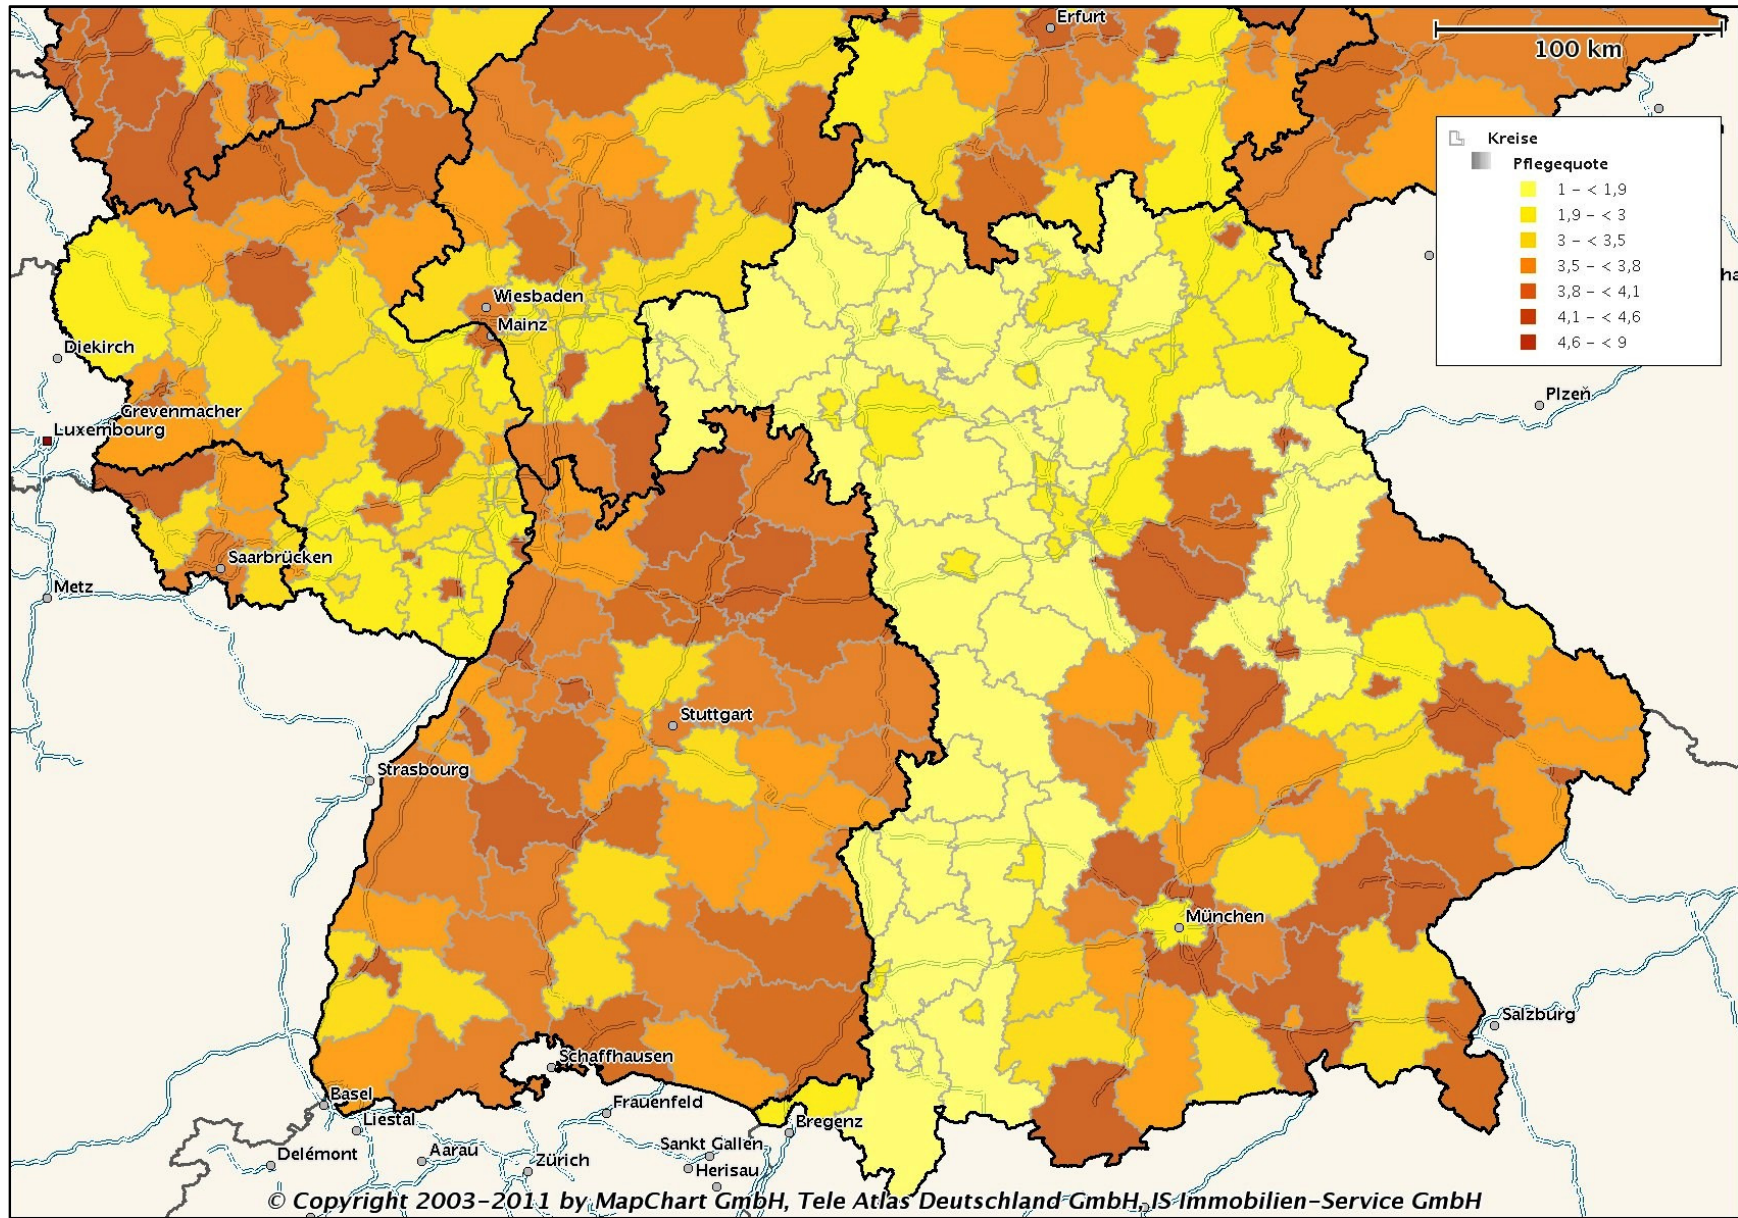 Erfurt
100 km
Kreise
Pflegequote
1 – < 1,9
1,9 – < 3
3 – < 3,5
3,5 – < 3,8
3,8 – < 4,1
4,1 – < 4,6
4,6 – < 9
Wiesbaden
Mainz
Diekirch
Plzeň
Grevenmacher
Luxembourg
Saarbrücken
Metz
Stuttgart
Strasbourg
München
Salzburg
Schaffhausen
Basel
Frauenfeld
Liestal
Bregenz
Sankt Gallen
Delémont
Aarau
Zürich
Herisau
© Copyright 2003–2011 by MapChart GmbH, Tele Atlas Deutschland GmbH, IS Immobilien–Service GmbH